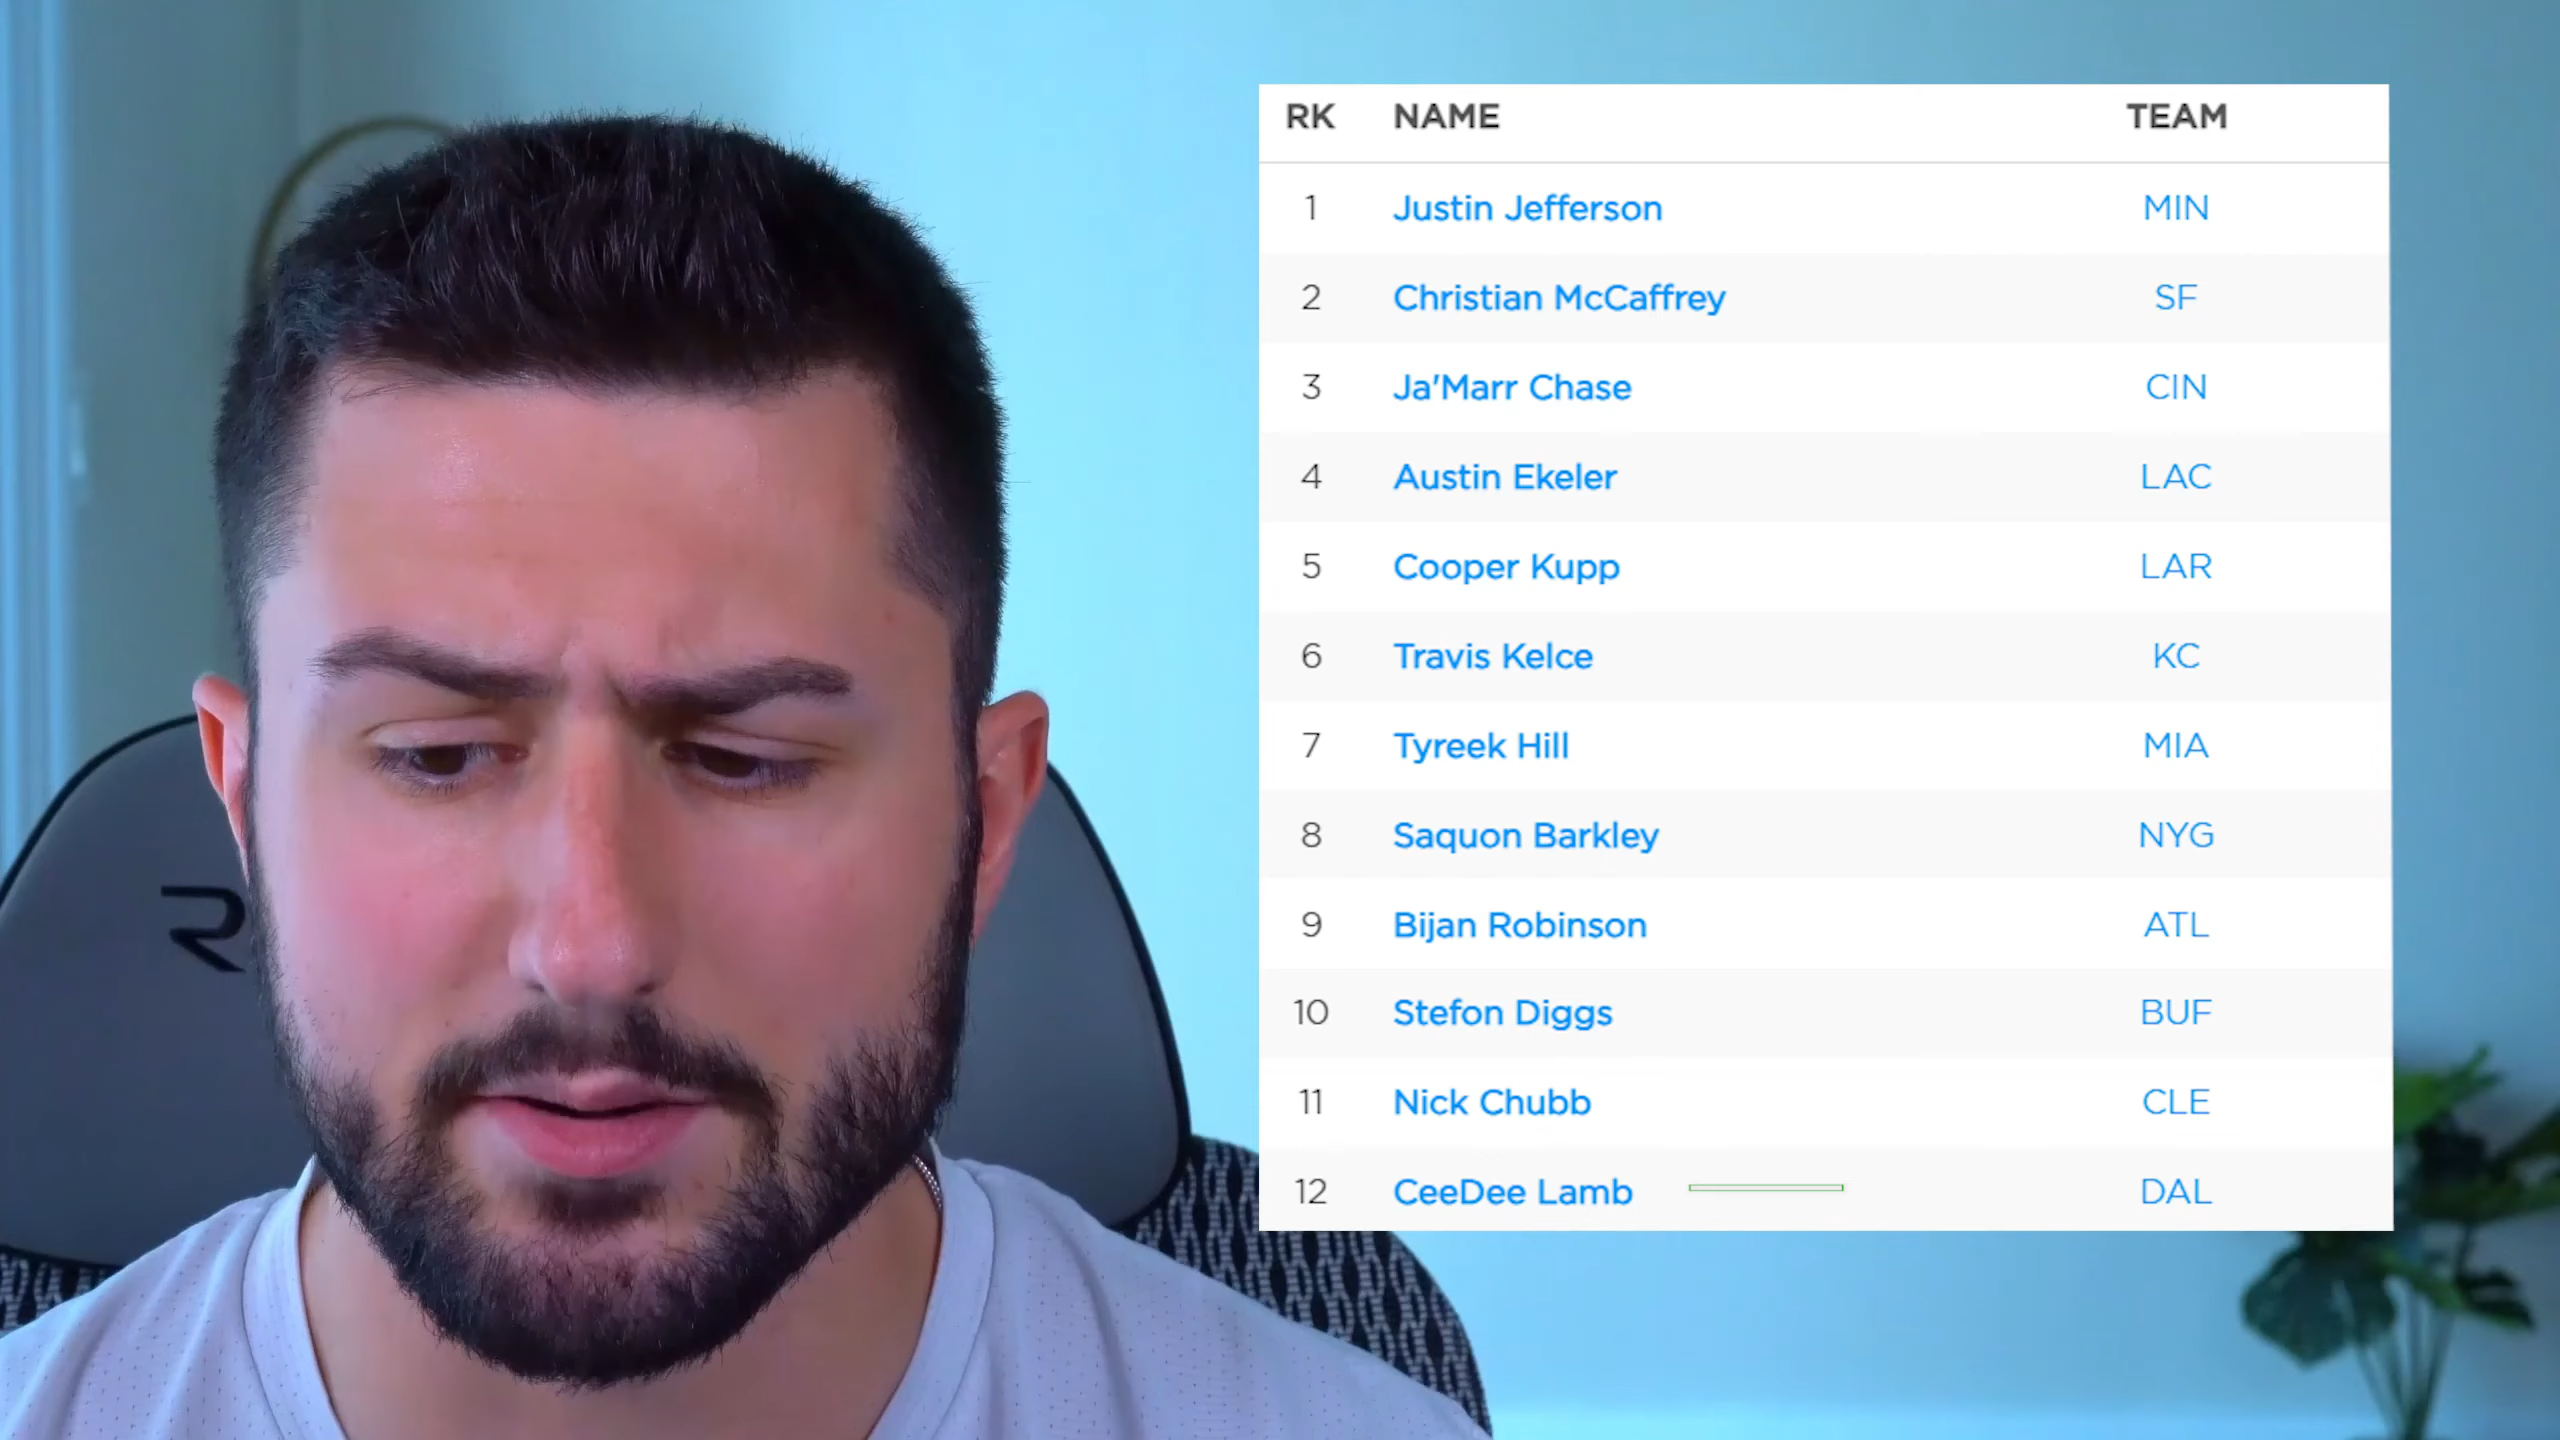 RK NAME TEAM
1 Justin Jefferson MIN
2 Christian McCaffrey SF
3 Ja'Marr Chase CIN
4 Austin Ekeler LAC
5 Cooper Kupp LAR
6 Travis Kelce KC
7 Tyreek Hill MIA
8 Saquon Barkley NYG
9 Bijan Robinson ATL
10 Stefon Diggs BUF
11 Nick Chubb CLE
12 CeeDee Lamb DAL
R